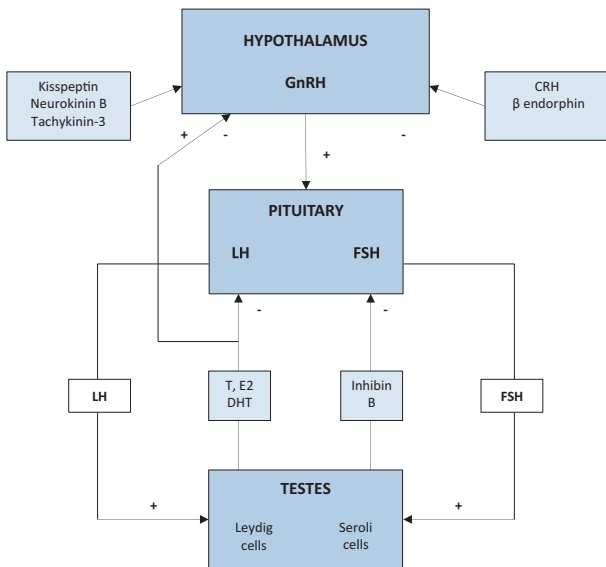 HYPOTHALAMUS
GnRH
Kisspeptin
Neurokinin B
Tachykinin-3
CRH
β endorphin
+ - -
+
PITUITARY
LH FSH
- -
T, E2
DHT
Inhibin
B
LH FSH
TESTES
+ +
Leydig
cells
Seroli
cells